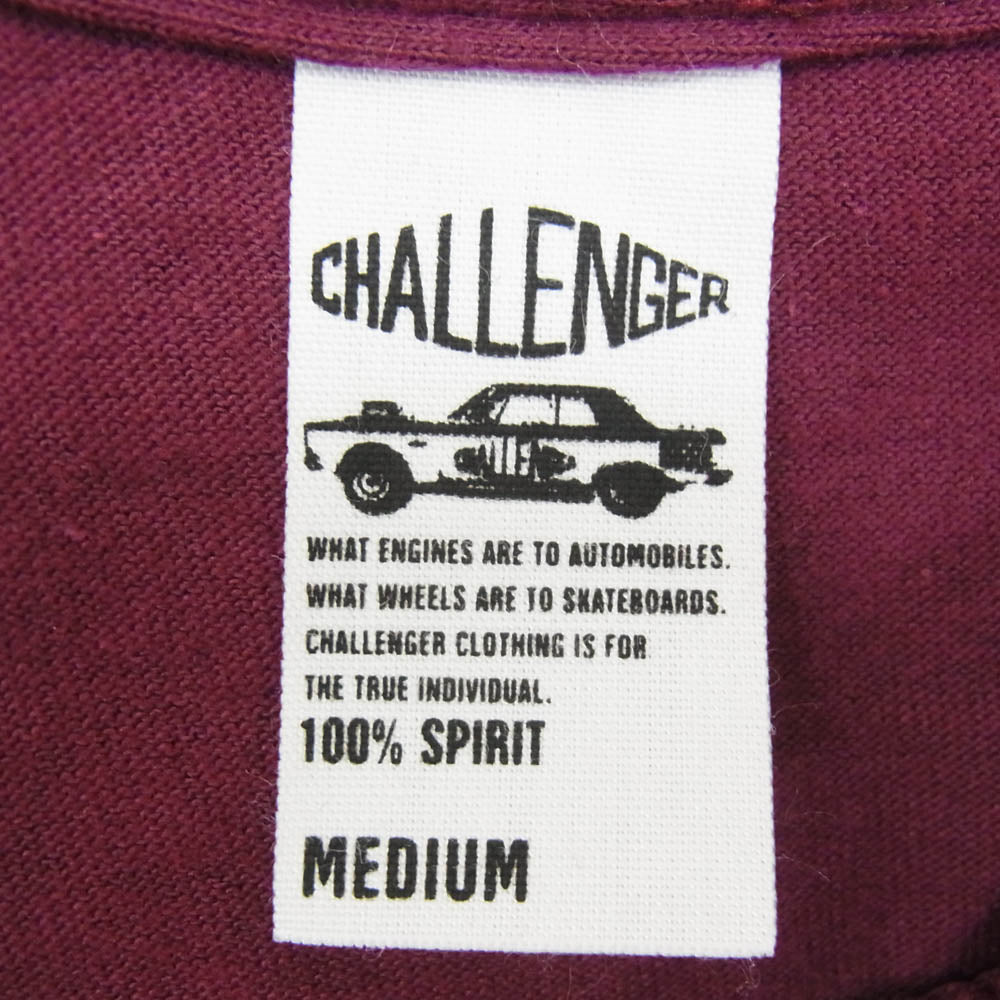 CHALLENGER
WHAT ENGINES ARE TO AUTOMOBILES.
WHAT WHEELS ARE TO SKATEBOARDS.
CHALLENGER CLOTHING IS FOR
THE TRUE INDIVIDUAL.
100% SPIRIT
MEDIUM